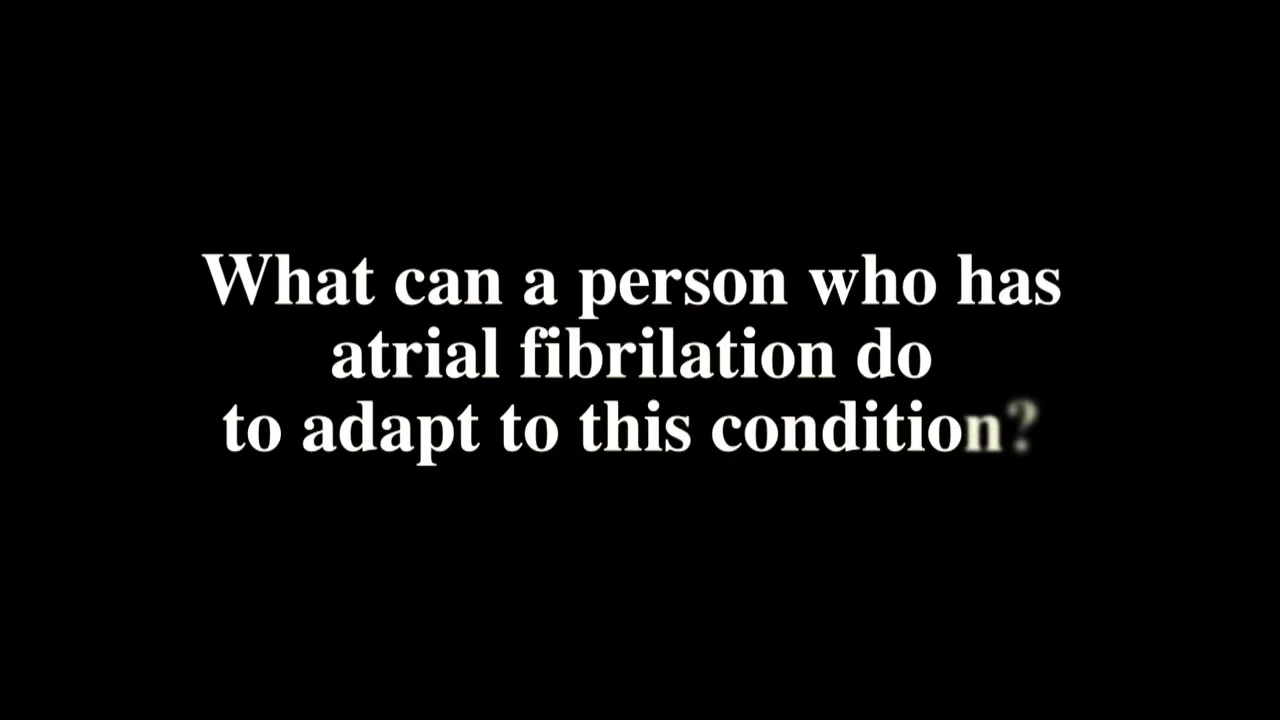 What can a person who has
atrial fibrilation do
to adapt to this condition?